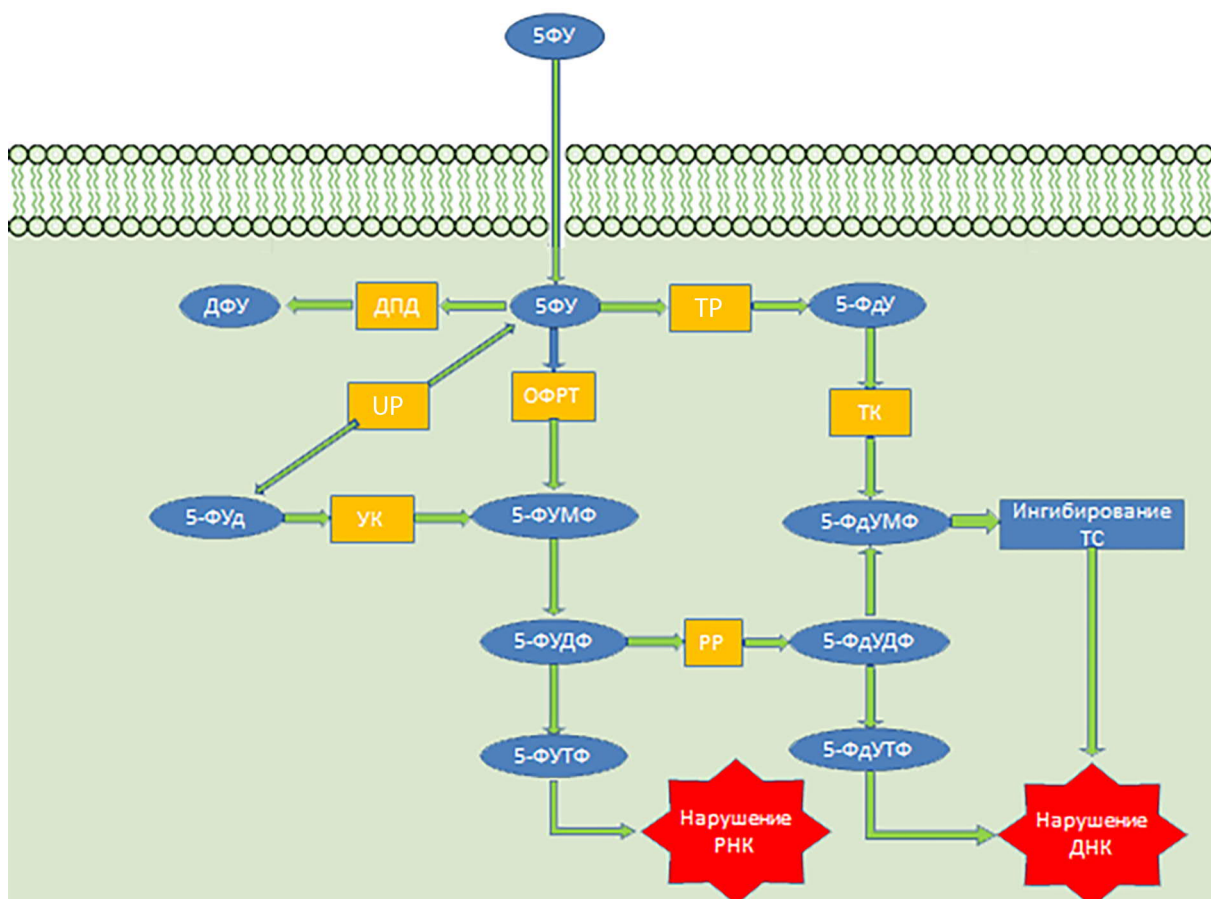 5ФУ
ДФУ
ДПД
5ФУ
TP
5-ФдУ
UP
ОФРТ
ТК
5-ФУд
УК
5-ФУМФ
5-ФдУМФ
Ингибирование
ТС
5-ФУДФ
РР
5-ФдУДФ
5-ФУТФ
5-ФдУТФ
Нарушение
РНК
Нарушение
ДНК